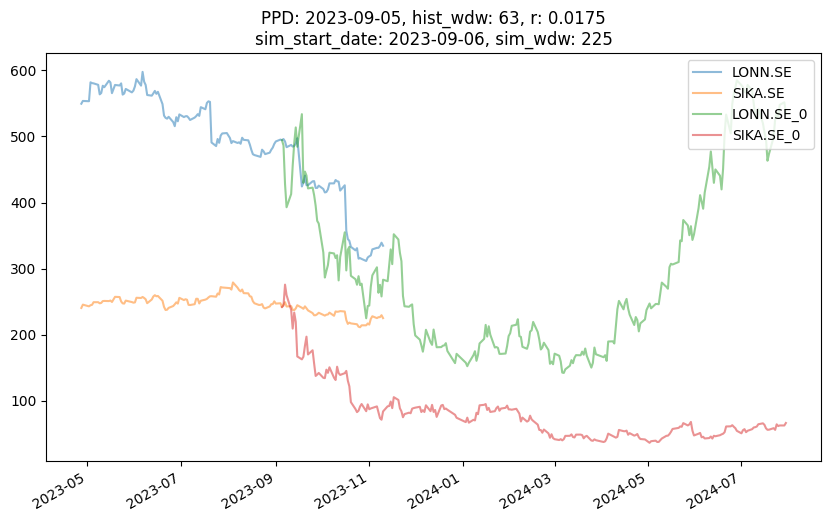 PPD: 2023-09-05, hist_wdw: 63, r: 0.0175
sim_start_date: 2023-09-06, sim_wdw: 225
LONN.SE
SIKA.SE
LONN.SE_0
SIKA.SE_0
600
500
400
300
200
100
2023-05
2023-07
2023-09
2023-11
2024-01
2024-03
2024-05
2024-07